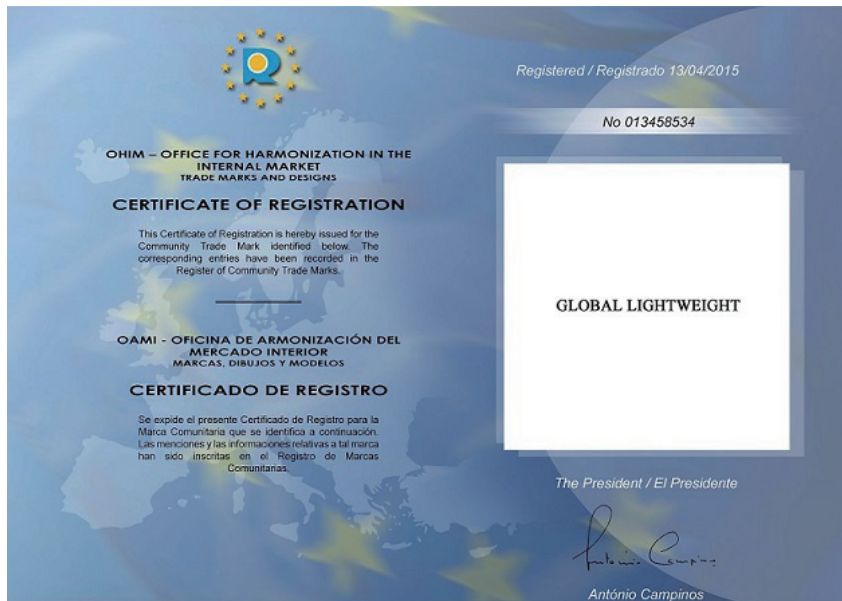 OHIM – OFFICE FOR HARMONIZATION IN THE
INTERNAL MARKET
TRADE MARKS AND DESIGNS
CERTIFICATE OF REGISTRATION
This Certificate of Registration is hereby issued for the
Community Trade Mark identified below. The
corresponding entries have been recorded in the
Register of Community Trade Marks.
OAMI - OFICINA DE ARMONIZACIÓN DEL
MERCADO INTERIOR
MARCAS, DIBUJOS Y MODELOS
CERTIFICADO DE REGISTRO
Se expide el presente Certificado de Registro para la
Marca Comunitaria que se identifica a continuación.
Las menciones y las informaciones relativas a tal marca
han sido inscritas en el Registro de Marcas
Comunitarias.
Registered / Registrado 13/04/2015
No 013458534
GLOBAL LIGHTWEIGHT
The President / El Presidente
António Campinos
António Campinos